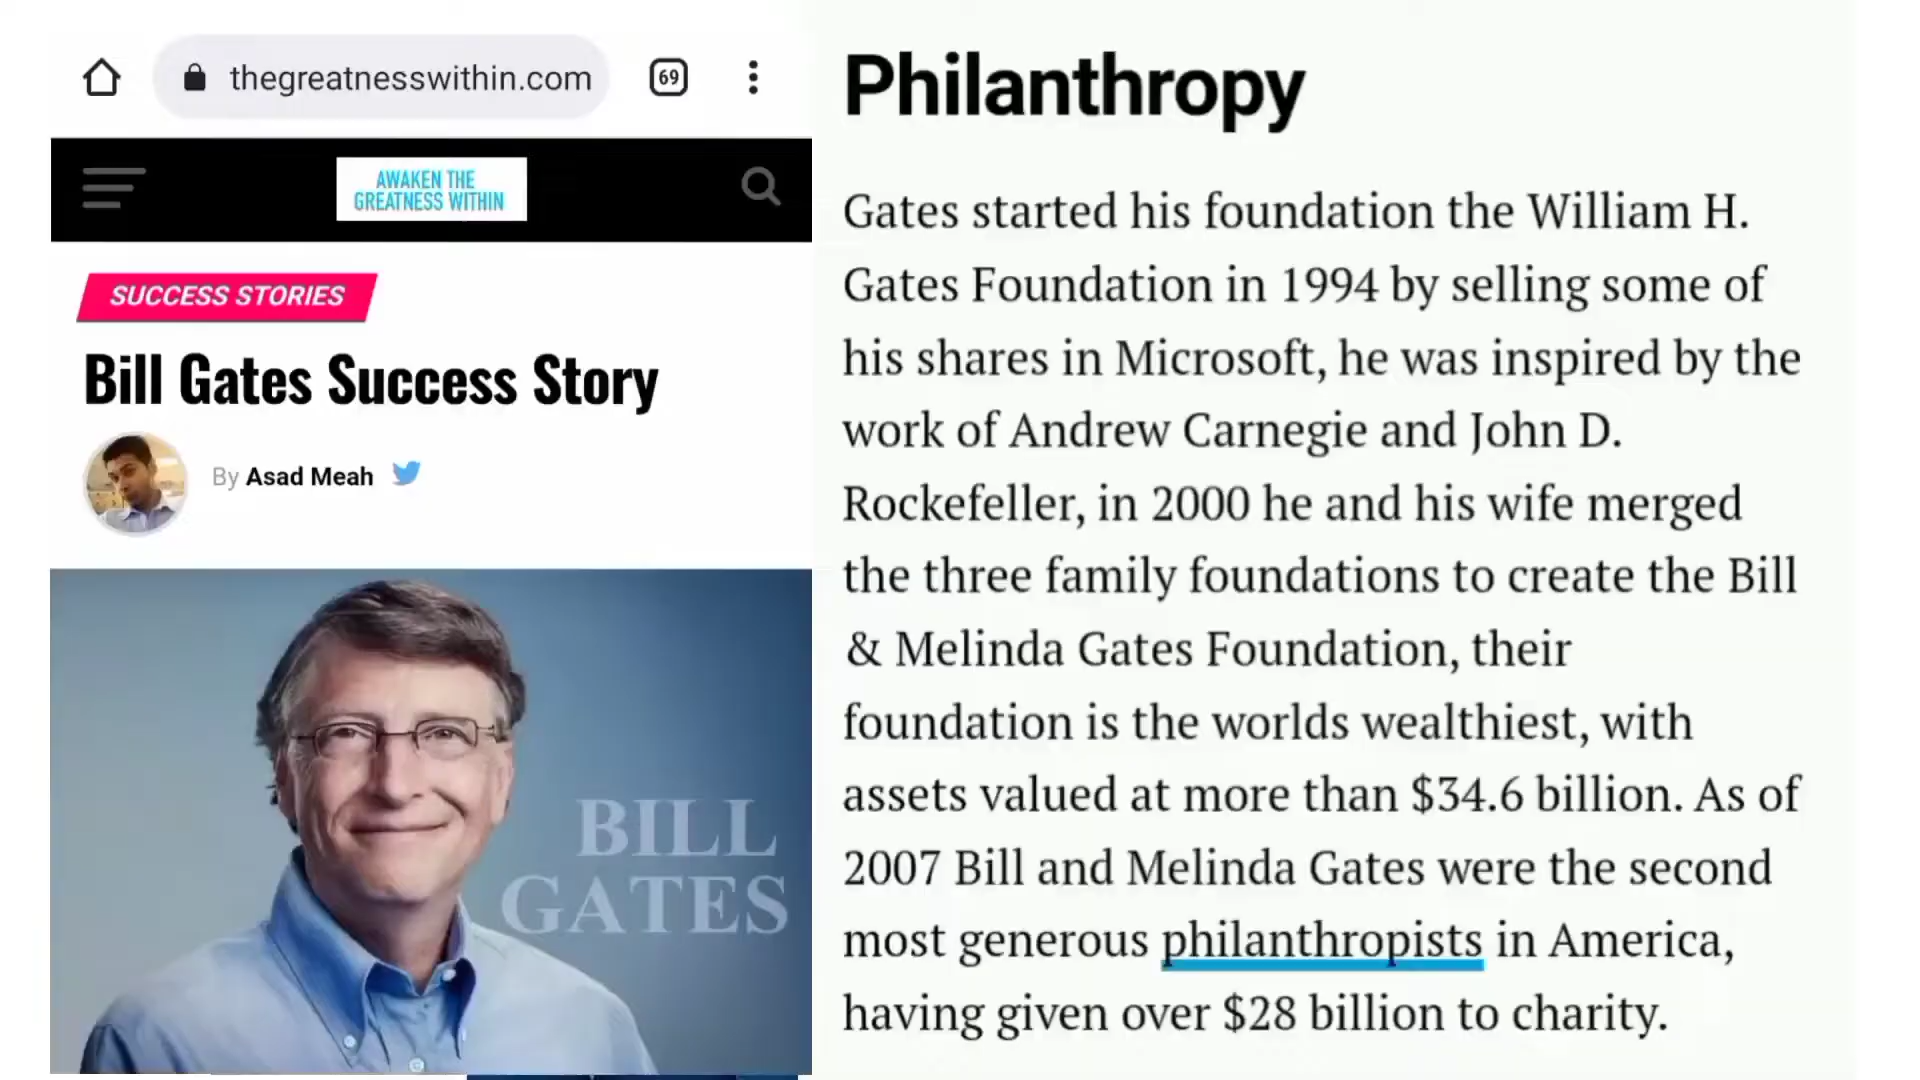 thegreatnesswithin.com
69
AWAKEN THE
GREATNESS WITHIN
SUCCESS STORIES
Bill Gates Success Story
By Asad Meah
BILL
GATES
Philanthropy
Gates started his foundation the William H.
Gates Foundation in 1994 by selling some of
his shares in Microsoft, he was inspired by the
work of Andrew Carnegie and John D.
Rockefeller, in 2000 he and his wife merged
the three family foundations to create the Bill
& Melinda Gates Foundation, their
foundation is the worlds wealthiest, with
assets valued at more than $34.6 billion. As of
2007 Bill and Melinda Gates were the second
most generous philanthropists in America,
having given over $28 billion to charity.